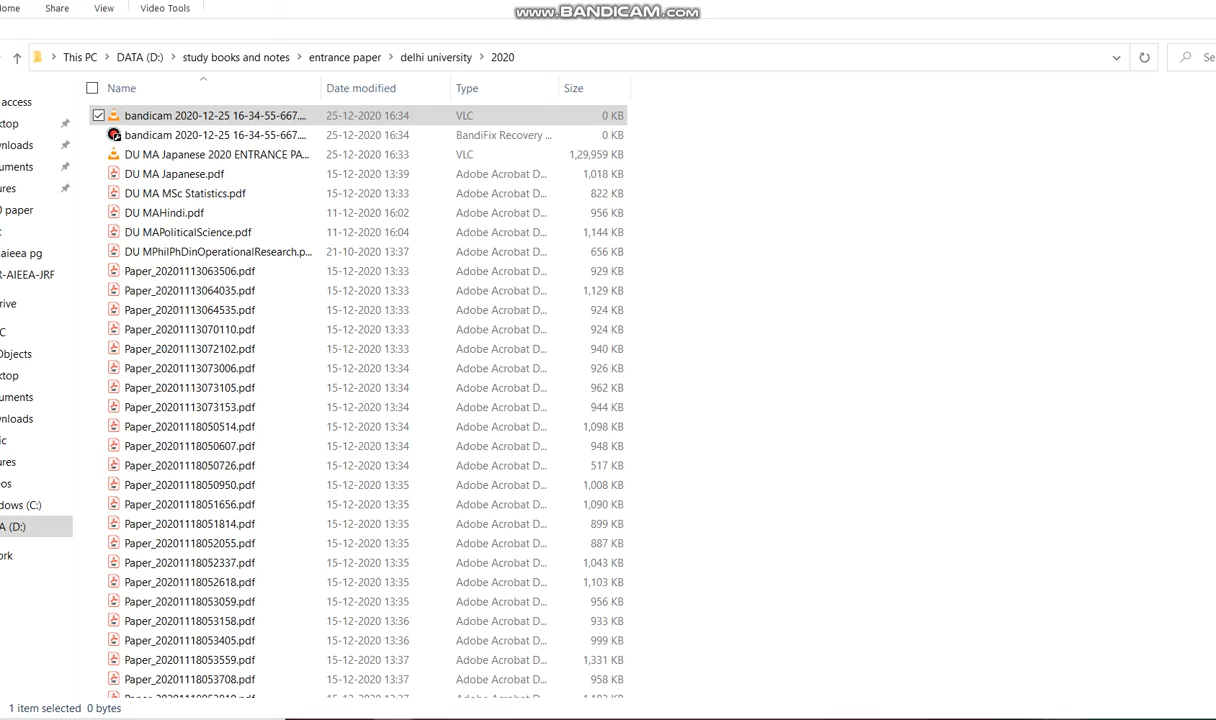 www.BANDICAM.com
ome Share View Video Tools
This PC > DATA (D:) > study books and notes > entrance paper > delhi university > 2020 Se
Name Date modified Type Size
access
ktop
wnloads
uments
ures
0 paper
aieea pg
R-AIEEA-JRF
rive
C
Objects
ktop
uments
wnloads
ic
ures
os
dows (C:)
A (D:)
ork
bandicam 2020-12-25 16-34-55-667.... 25-12-2020 16:34 VLC 0 KB
bandicam 2020-12-25 16-34-55-667.... 25-12-2020 16:34 BandiFix Recovery ... 0 KB
DU MA Japanese 2020 ENTRANCE PA... 25-12-2020 16:33 VLC 1,29,959 KB
DU MA Japanese.pdf 15-12-2020 13:39 Adobe Acrobat D... 1,018 KB
DU MA MSc Statistics.pdf 15-12-2020 13:33 Adobe Acrobat D... 822 KB
DU MAHindi.pdf 11-12-2020 16:02 Adobe Acrobat D... 956 KB
DU MAPoliticalScience.pdf 11-12-2020 16:04 Adobe Acrobat D... 1,144 KB
DU MPhilPhDinOperationalResearch.p... 21-10-2020 13:37 Adobe Acrobat D... 656 KB
Paper_20201113063506.pdf 15-12-2020 13:33 Adobe Acrobat D... 929 KB
Paper_20201113064035.pdf 15-12-2020 13:33 Adobe Acrobat D... 1,129 KB
Paper_20201113064535.pdf 15-12-2020 13:33 Adobe Acrobat D... 924 KB
Paper_20201113070110.pdf 15-12-2020 13:33 Adobe Acrobat D... 924 KB
Paper_20201113072102.pdf 15-12-2020 13:33 Adobe Acrobat D... 940 KB
Paper_20201113073006.pdf 15-12-2020 13:34 Adobe Acrobat D... 926 KB
Paper_20201113073105.pdf 15-12-2020 13:34 Adobe Acrobat D... 962 KB
Paper_20201113073153.pdf 15-12-2020 13:34 Adobe Acrobat D... 944 KB
Paper_20201118050514.pdf 15-12-2020 13:34 Adobe Acrobat D... 1,098 KB
Paper_20201118050607.pdf 15-12-2020 13:34 Adobe Acrobat D... 948 KB
Paper_20201118050726.pdf 15-12-2020 13:34 Adobe Acrobat D... 517 KB
Paper_20201118050950.pdf 15-12-2020 13:35 Adobe Acrobat D... 1,008 KB
Paper_20201118051656.pdf 15-12-2020 13:35 Adobe Acrobat D... 1,090 KB
Paper_20201118051814.pdf 15-12-2020 13:35 Adobe Acrobat D... 899 KB
Paper_20201118052055.pdf 15-12-2020 13:35 Adobe Acrobat D... 887 KB
Paper_20201118052337.pdf 15-12-2020 13:35 Adobe Acrobat D... 1,043 KB
Paper_20201118052618.pdf 15-12-2020 13:35 Adobe Acrobat D... 1,103 KB
Paper_20201118053059.pdf 15-12-2020 13:35 Adobe Acrobat D... 956 KB
Paper_20201118053158.pdf 15-12-2020 13:36 Adobe Acrobat D... 933 KB
Paper_20201118053405.pdf 15-12-2020 13:36 Adobe Acrobat D... 999 KB
Paper_20201118053559.pdf 15-12-2020 13:37 Adobe Acrobat D... 1,331 KB
Paper_20201118053708.pdf 15-12-2020 13:37 Adobe Acrobat D... 958 KB
1 item selected 0 bytes